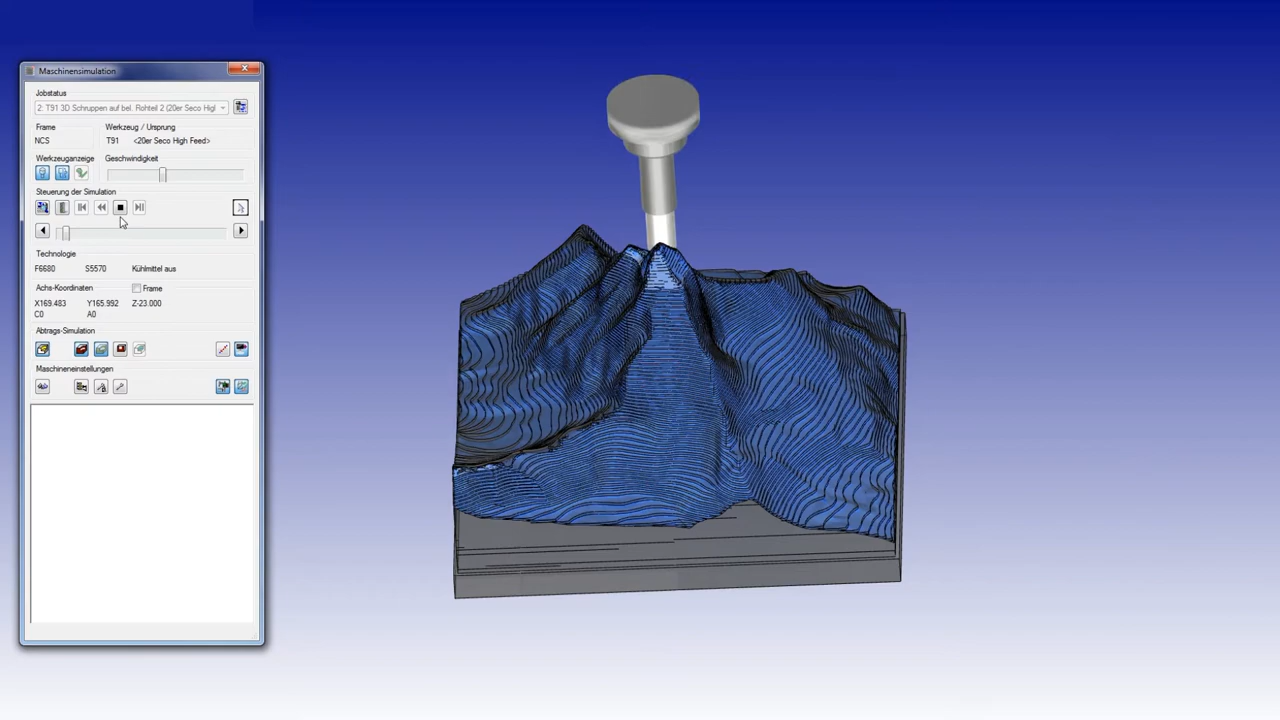 Maschinensimulation
Jobstatus
2: T91 3D Schruppen auf bel. Rohteil 2 (20er Seco Higl
Frame
Werkzeug / Ursprung
NCS
T91 <20er Seco High Feed>
Werkzeuganzeige
Geschwindigkeit
Steuerung der Simulation
Technologie
F6680 S5570 Kühlmittel aus
Achs-Koordinaten
Frame
X169.483 Y165.992 Z-23.000
C0 A0
Abtrags-Simulation
Maschineneinstellungen